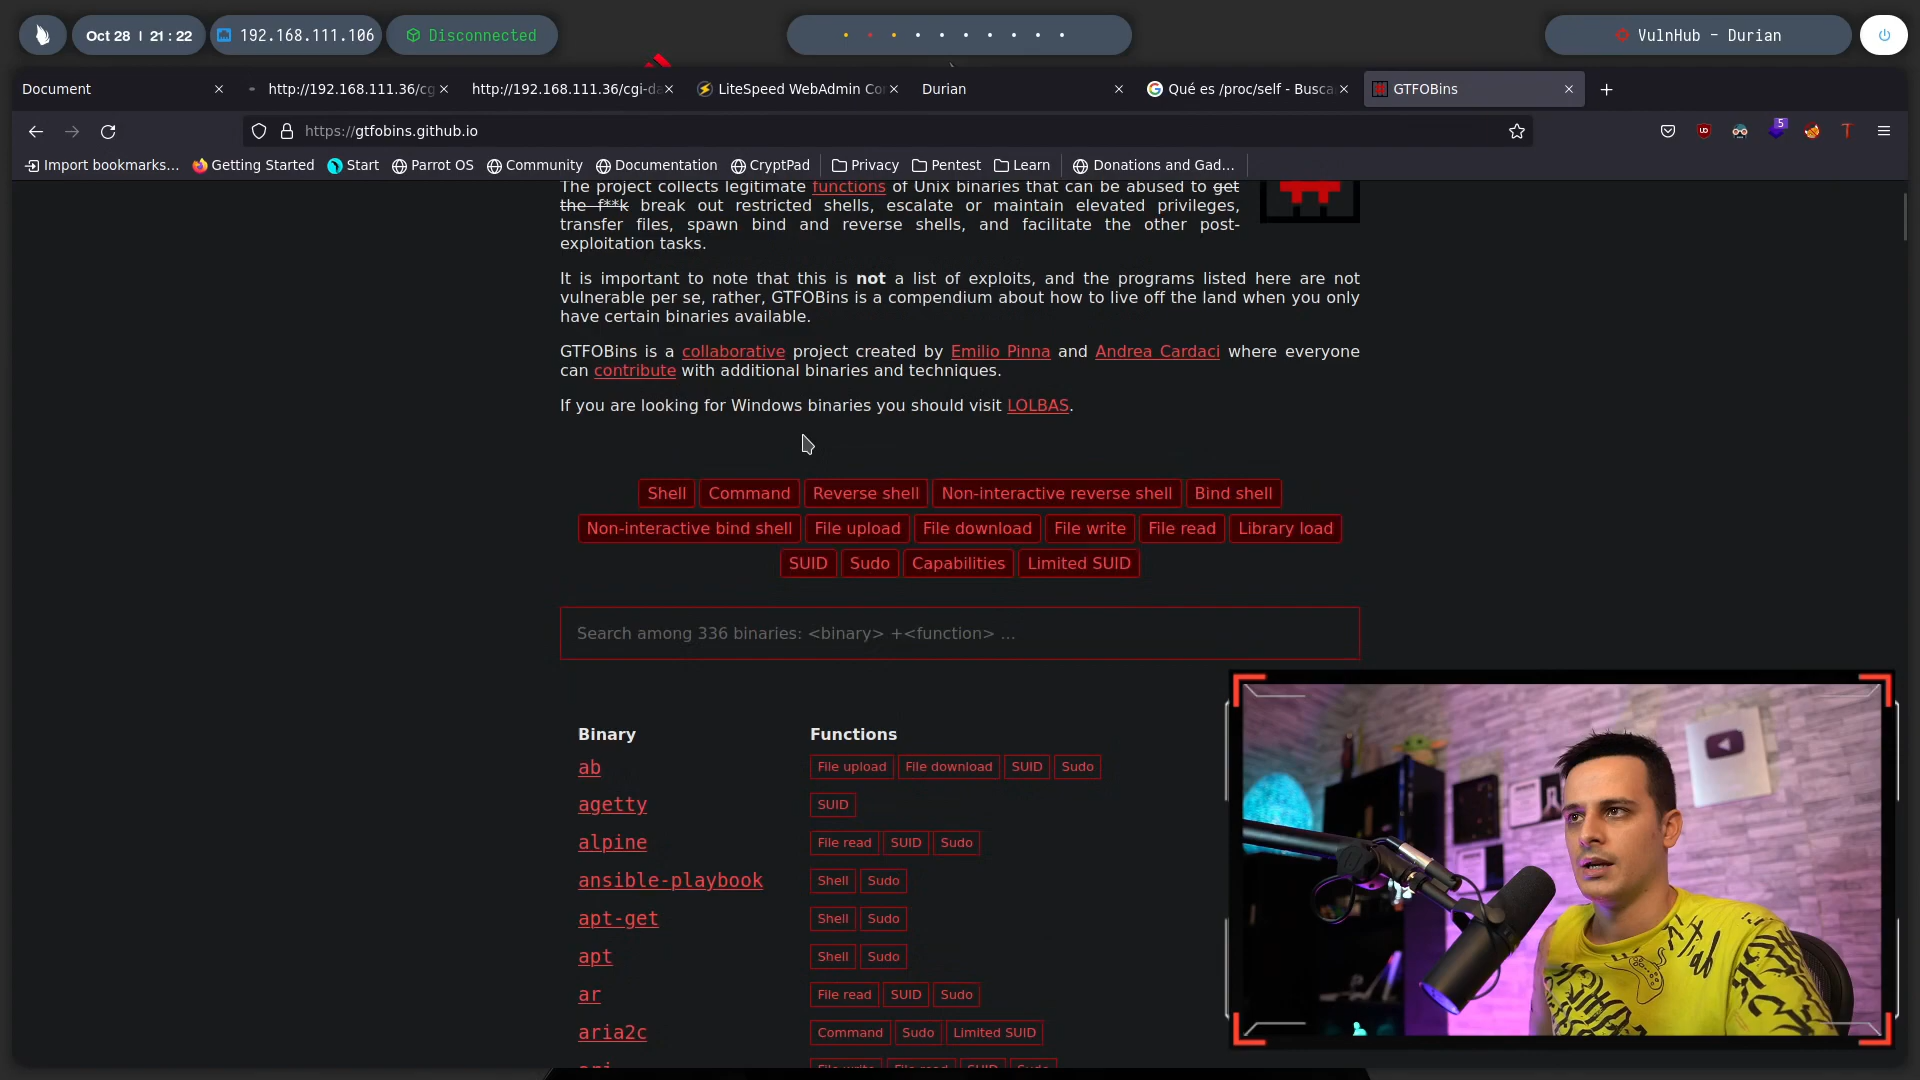 Oct 28 | 21 : 22
192.168.111.106
Disconnected
VulnHub - Durian
Document
http://192.168.111.36/cg
http://192.168.111.36/cgi-da
LiteSpeed WebAdmin Co
Durian
Qué es /proc/self - Busca
GTFOBins
https://gtfobins.github.io
5
Import bookmarks...
Getting Started
Start
Parrot OS
Community
Documentation
CryptPad
Privacy
Pentest
Learn
Donations and Gad...
The project collects legitimate functions of Unix binaries that can be abused to get
the f**k break out restricted shells, escalate or maintain elevated privileges,
transfer files, spawn bind and reverse shells, and facilitate the other post-
exploitation tasks.
It is important to note that this is not a list of exploits, and the programs listed here are not
vulnerable per se, rather, GTFOBins is a compendium about how to live off the land when you only
have certain binaries available.
GTFOBins is a collaborative project created by Emilio Pinna and Andrea Cardaci where everyone
can contribute with additional binaries and techniques.
If you are looking for Windows binaries you should visit LOLBAS.
Shell Command Reverse shell Non-interactive reverse shell Bind shell
Non-interactive bind shell File upload File download File write File read Library load
SUID Sudo Capabilities Limited SUID
Search among 336 binaries: <binary> +<function> ...
Binary Functions
ab File upload File download SUID Sudo
agetty SUID
alpine File read SUID Sudo
ansible-playbook Shell Sudo
apt-get Shell Sudo
apt Shell Sudo
ar File read SUID Sudo
aria2c Command Sudo Limited SUID